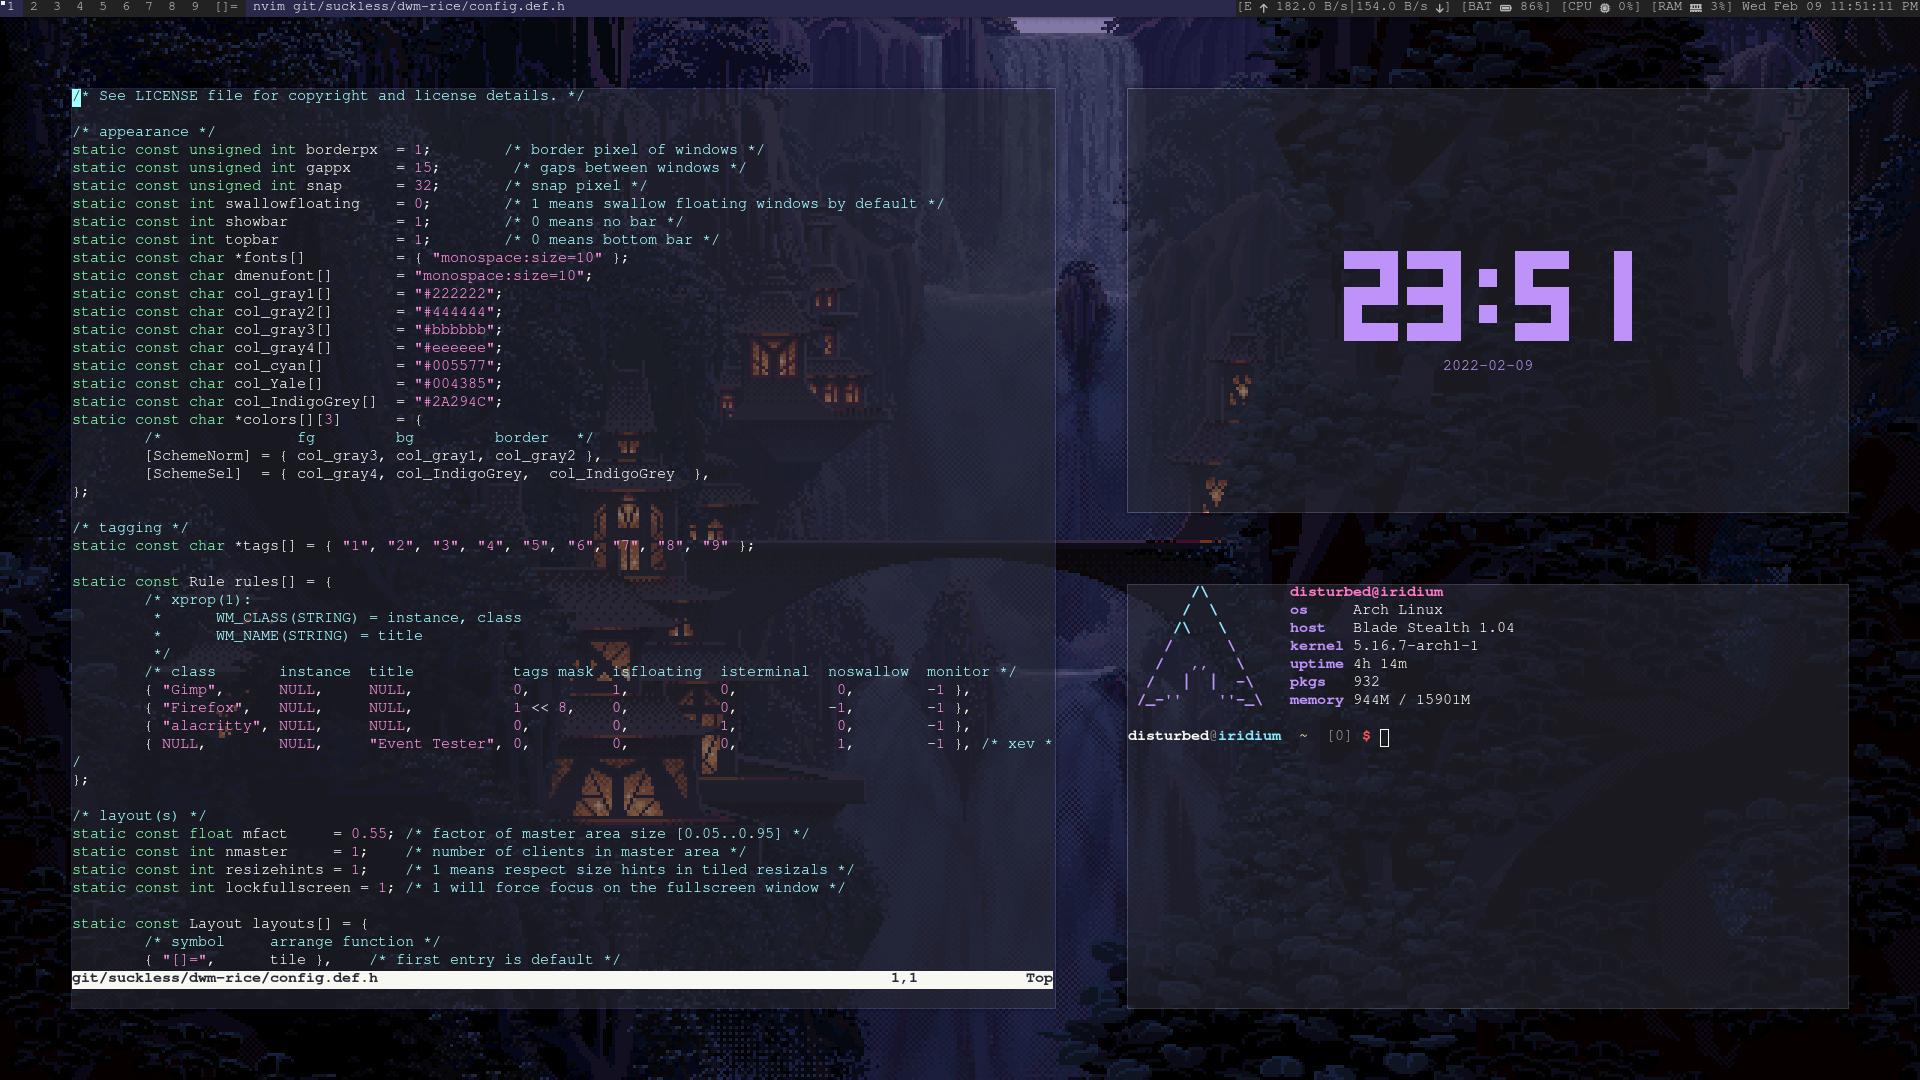 1 2 3 4 5 6 7 8 9 []= nvim git/suckless/dwm-rice/config.def.h [E ↑ 182.0 B/s|154.0 B/s ↓] [BAT 86%] [CPU 0%] [RAM 3%] Wed Feb 09 11:51:11 PM
/* See LICENSE file for copyright and license details. */
/* appearance */
static const unsigned int borderpx  = 1;        /* border pixel of windows */
static const unsigned int gappx     = 15;        /* gaps between windows */
static const unsigned int snap      = 32;       /* snap pixel */
static const int swallowfloating    = 0;        /* 1 means swallow floating windows by default */
static const int showbar            = 1;        /* 0 means no bar */
static const int topbar             = 1;        /* 0 means bottom bar */
static const char *fonts[]          = { "monospace:size=10" };
static const char dmenufont[]       = "monospace:size=10";
static const char col_gray1[]       = "#222222";
static const char col_gray2[]       = "#444444";
static const char col_gray3[]       = "#bbbbbb";
static const char col_gray4[]       = "#eeeeee";
static const char col_cyan[]        = "#005577";
static const char col_Yale[]        = "#004385";
static const char col_IndigoGrey[]  = "#2A294C";
static const char *colors[][3]      = {
        /*               fg         bg         border   */
        [SchemeNorm] = { col_gray3, col_gray1, col_gray2 },
        [SchemeSel]  = { col_gray4, col_IndigoGrey,  col_IndigoGrey  },
};
/* tagging */
static const char *tags[] = { "1", "2", "3", "4", "5", "6", "7", "8", "9" };
static const Rule rules[] = {
        /* xprop(1):
         *      WM_CLASS(STRING) = instance, class
         *      WM_NAME(STRING) = title
         */
        /* class       instance  title           tags mask  isfloating  isterminal  noswallow  monitor */
        { "Gimp",      NULL,     NULL,           0,         1,          0,           0,        -1 },
        { "Firefox",   NULL,     NULL,           1 << 8,    0,          0,          -1,        -1 },
        { "alacritty", NULL,     NULL,           0,         0,          1,           0,        -1 },
        { NULL,        NULL,     "Event Tester", 0,         0,          0,           1,        -1 }, /* xev *
/
};
/* layout(s) */
static const float mfact     = 0.55; /* factor of master area size [0.05..0.95] */
static const int nmaster     = 1;    /* number of clients in master area */
static const int resizehints = 1;    /* 1 means respect size hints in tiled resizals */
static const int lockfullscreen = 1; /* 1 will force focus on the fullscreen window */
static const Layout layouts[] = {
        /* symbol     arrange function */
        { "[]=",      tile },    /* first entry is default */
git/suckless/dwm-rice/config.def.h                                                         1,1            Top
23:51
2022-02-09
disturbed@iridium
os     Arch Linux
host   Blade Stealth 1.04
kernel 5.16.7-arch1-1
uptime 4h 14m
pkgs   932
memory 944M / 15901M
disturbed@iridium  ~  [0] $